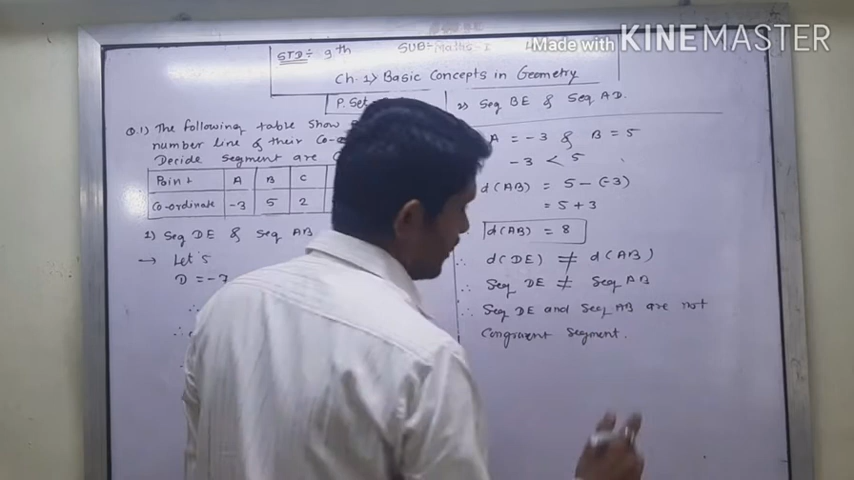 Made with KINEMASTER
STD:- 9th SUB:- Maths-I
Ch. 1) Basic Concepts in Geometry
P. Set
Q.1) The following table show
number line & their Co-o
Decide segment are
Point A B C
Co-ordinate -3 5 2
1) Seg DE & Seg AB
→ Let's
D = -7
2) Seg BE & Seg AD.
A = -3 & B = 5
-3 < 5
d(AB) = 5 - (-3)
= 5 + 3
d(AB) = 8
∴ d(DE) ≠ d(AB)
∴ Seg DE ≠ Seg AB
∴ Seg DE and Seg AB are not
Congruent Segment.